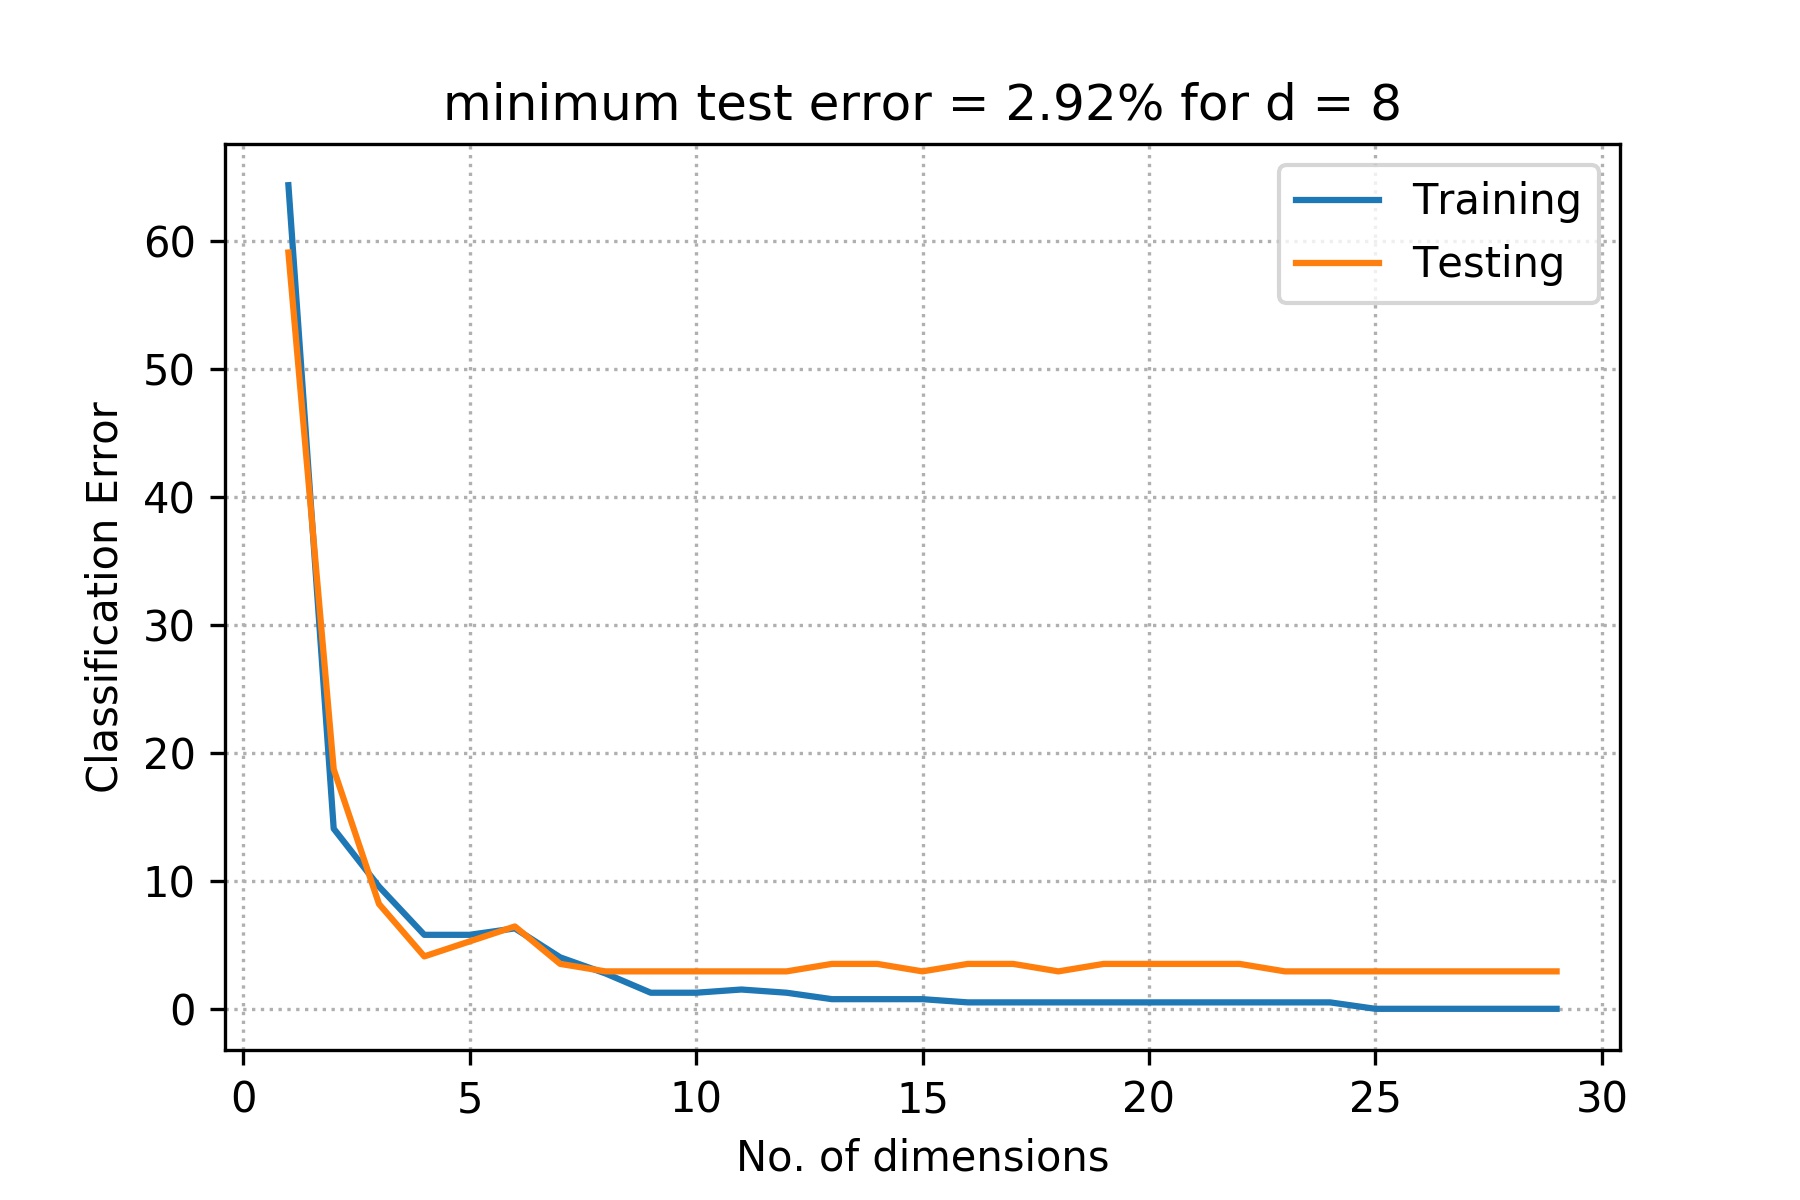 minimum test error = 2.92% for d = 8
Training
Testing
60
50
40
30
20
10
0
Classification Error
0 5 10 15 20 25 30
No. of dimensions